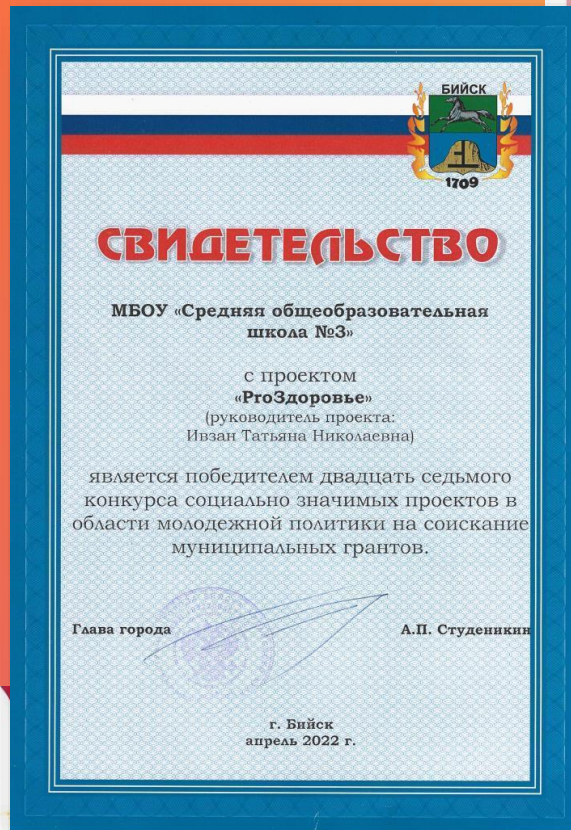 БИЙСК
1709
СВИДЕТЕЛЬСТВО
МБОУ «Средняя общеобразовательная
школа №3»
с проектом
«ProЗдоровье»
(руководитель проекта:
Ивзан Татьяна Николаевна)
является победителем двадцать седьмого
конкурса социально значимых проектов в
области молодежной политики на соискание
муниципальных грантов.
Глава города
А.П. Студеникин
г. Бийск
апрель 2022 г.